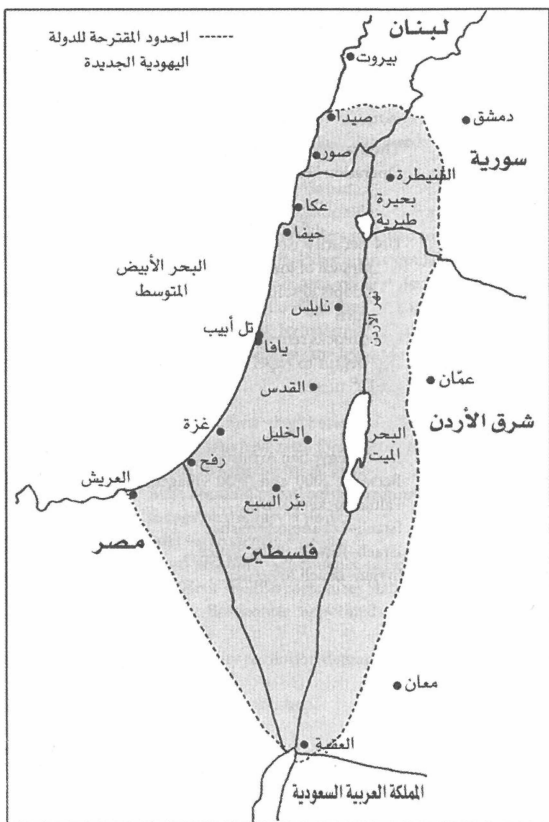 لبنان
الحدود المقترحة للدولة
اليهودية الجديدة
بيروت
صيدا
دمشق
صور
سورية
القنيطرة
بحيرة
طبرية
عكا
حيفا
البحر الأبيض
المتوسط
نابلس
نهر الأردن
تل أبيب
يافا
عمّان
القدس
شرق الأردن
غزة
الخليل
البحر
الميت
رفح
العريش
بئر السبع
مصر
فلسطين
معان
العقبة
المملكة العربية السعودية